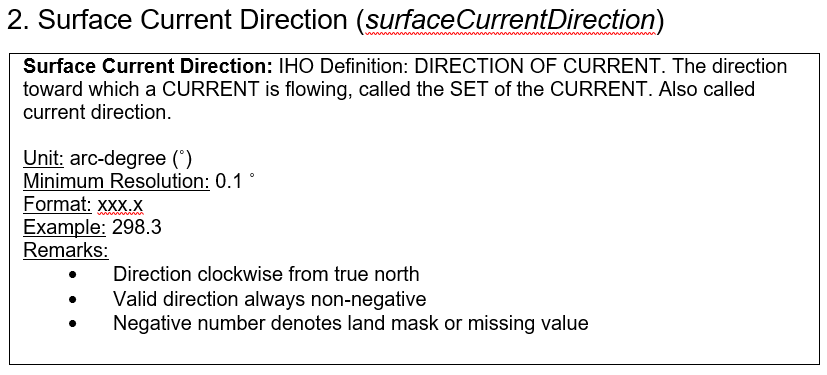 2. Surface Current Direction (surfaceCurrentDirection)
Surface Current Direction: IHO Definition: DIRECTION OF CURRENT. The direction
toward which a CURRENT is flowing, called the SET of the CURRENT. Also called
current direction.
Unit: arc-degree (˚)
Minimum Resolution: 0.1 ˚
Format: xxx.x
Example: 298.3
Remarks:
• Direction clockwise from true north
• Valid direction always non-negative
• Negative number denotes land mask or missing value